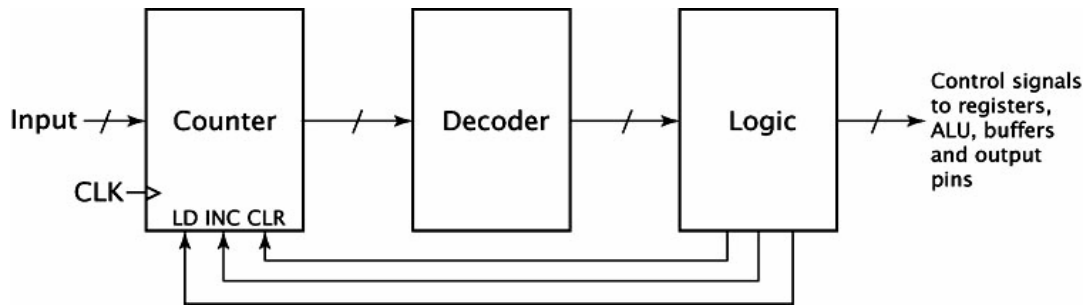 Input
Counter
Decoder
Logic
Control signals
to registers,
ALU, buffers
and output
pins
CLK
LD INC CLR